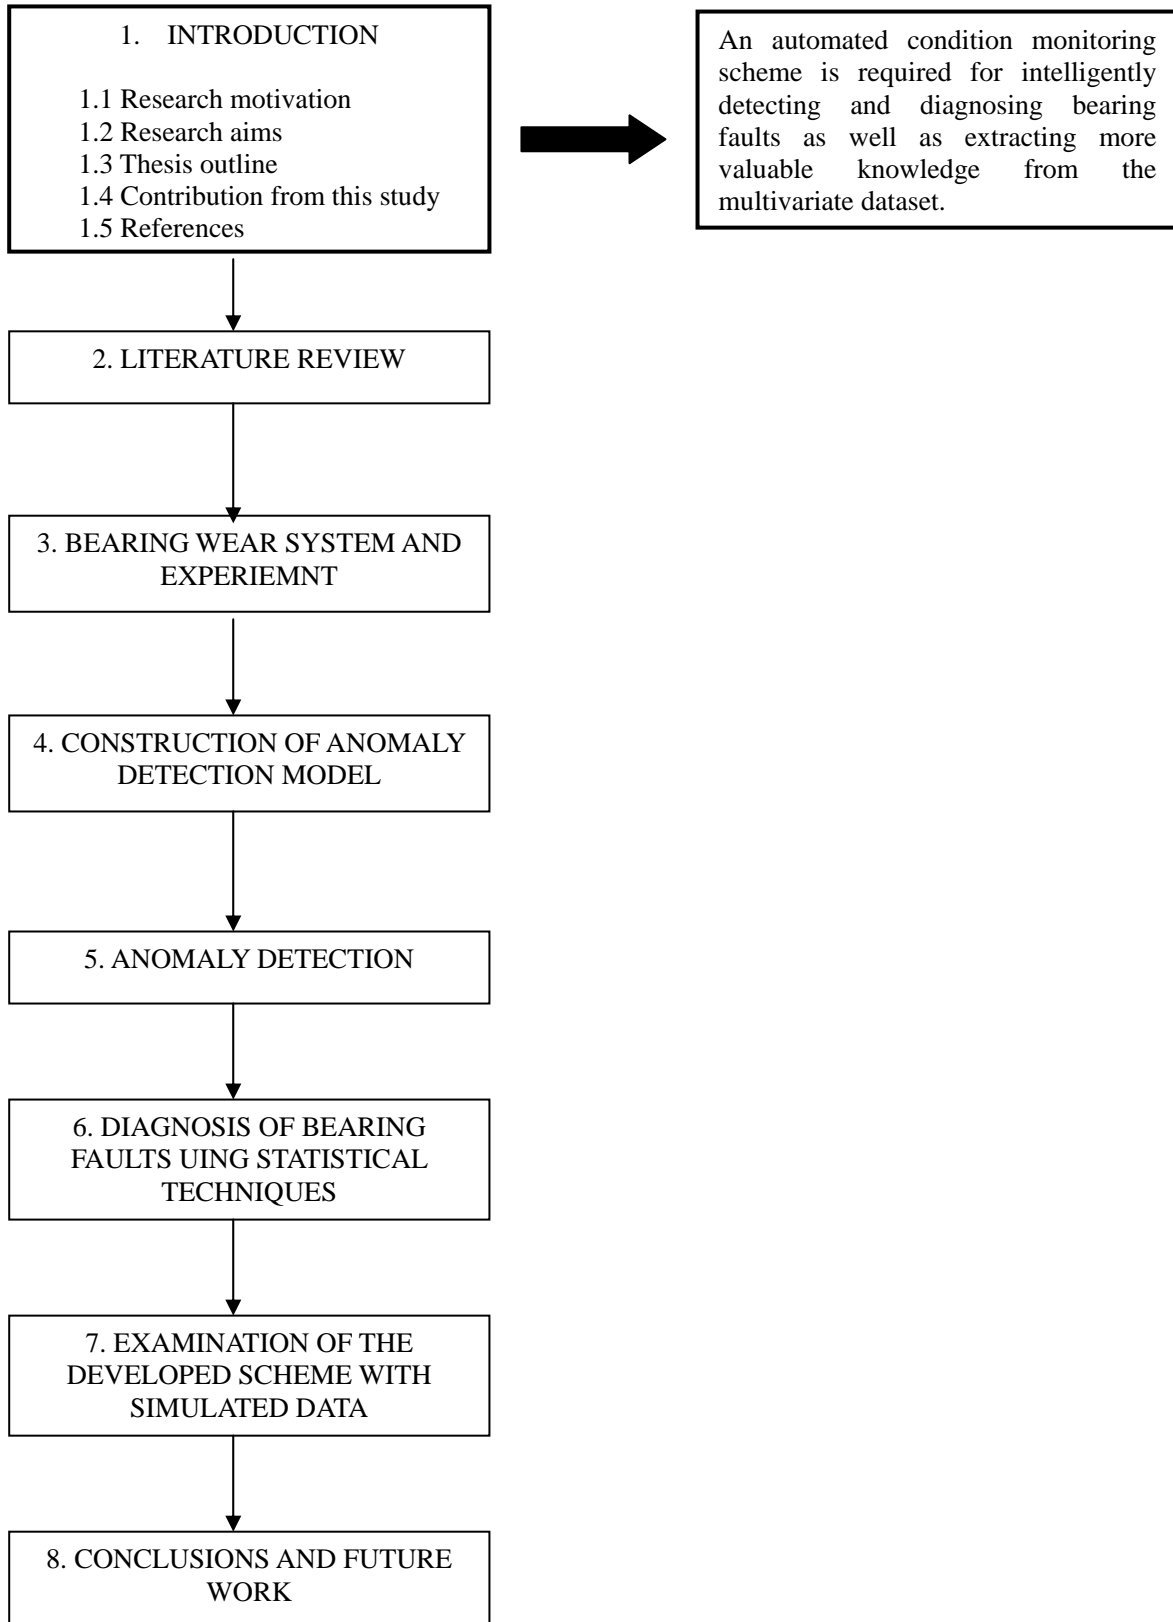 1. INTRODUCTION
1.1 Research motivation
1.2 Research aims
1.3 Thesis outline
1.4 Contribution from this study
1.5 References
An automated condition monitoring
scheme is required for intelligently
detecting and diagnosing bearing
faults as well as extracting more
valuable knowledge from the
multivariate dataset.
2. LITERATURE REVIEW
3. BEARING WEAR SYSTEM AND
EXPERIEMNT
4. CONSTRUCTION OF ANOMALY
DETECTION MODEL
5. ANOMALY DETECTION
6. DIAGNOSIS OF BEARING
FAULTS UING STATISTICAL
TECHNIQUES
7. EXAMINATION OF THE
DEVELOPED SCHEME WITH
SIMULATED DATA
8. CONCLUSIONS AND FUTURE
WORK